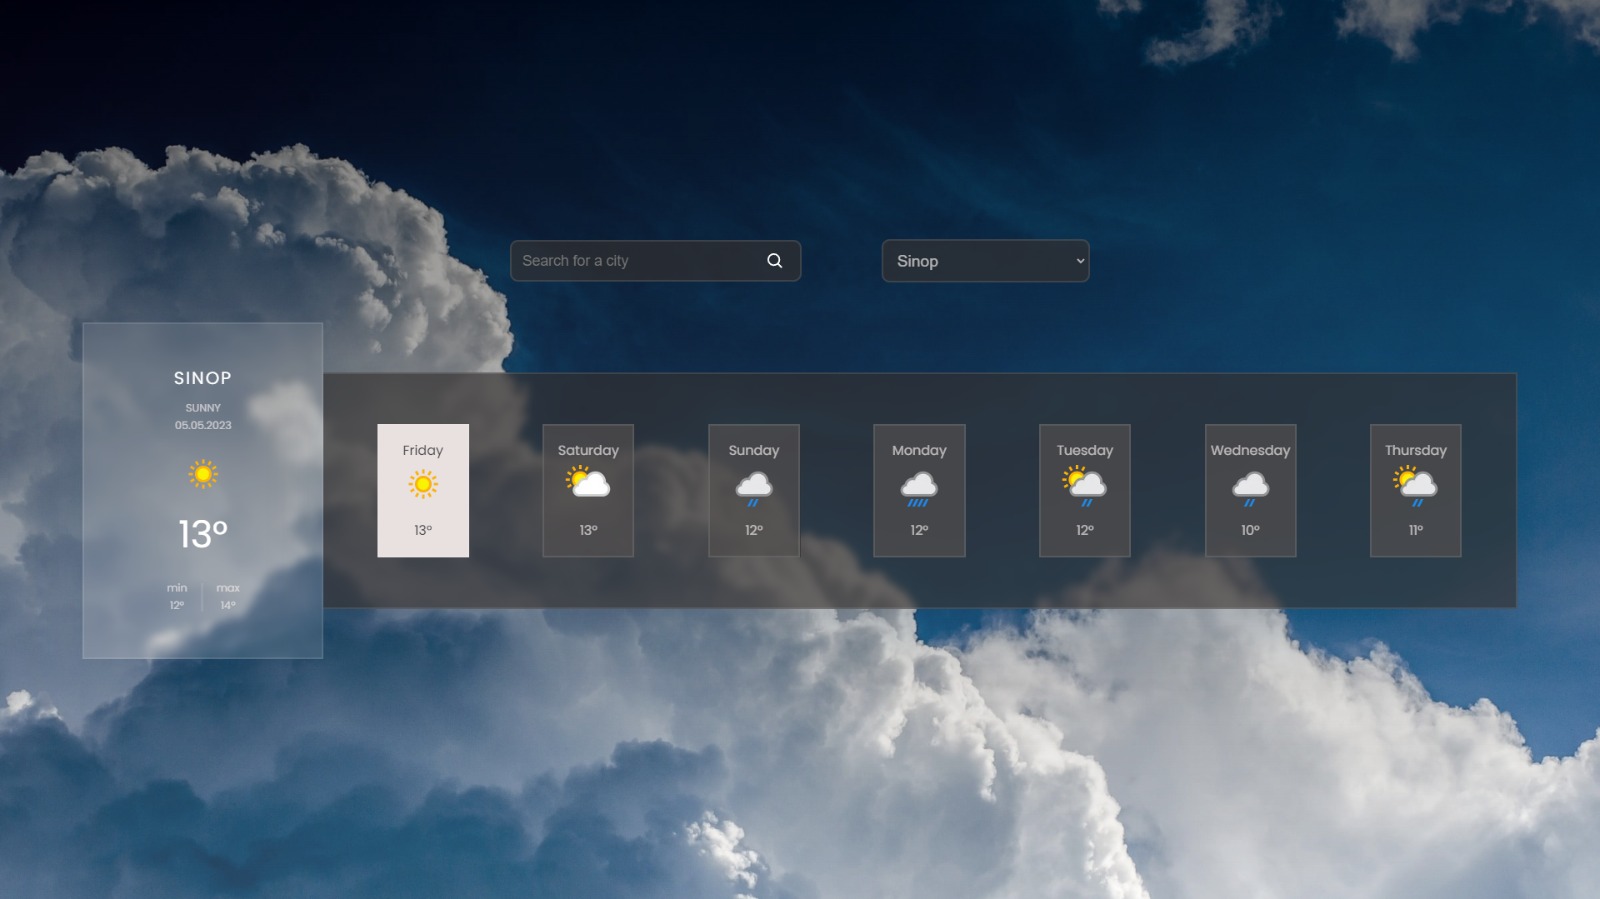 Search for a city
Sinop
SINOP
SUNNY
05.05.2023
13°
min
12°
max
14°
Friday
13°
Saturday
13°
Sunday
12°
Monday
12°
Tuesday
12°
Wednesday
10°
Thursday
11°